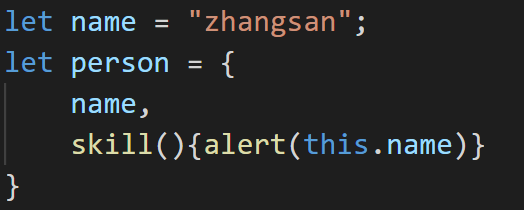 let name = "zhangsan";
let person = {
    name,
    skill(){alert(this.name)}
}